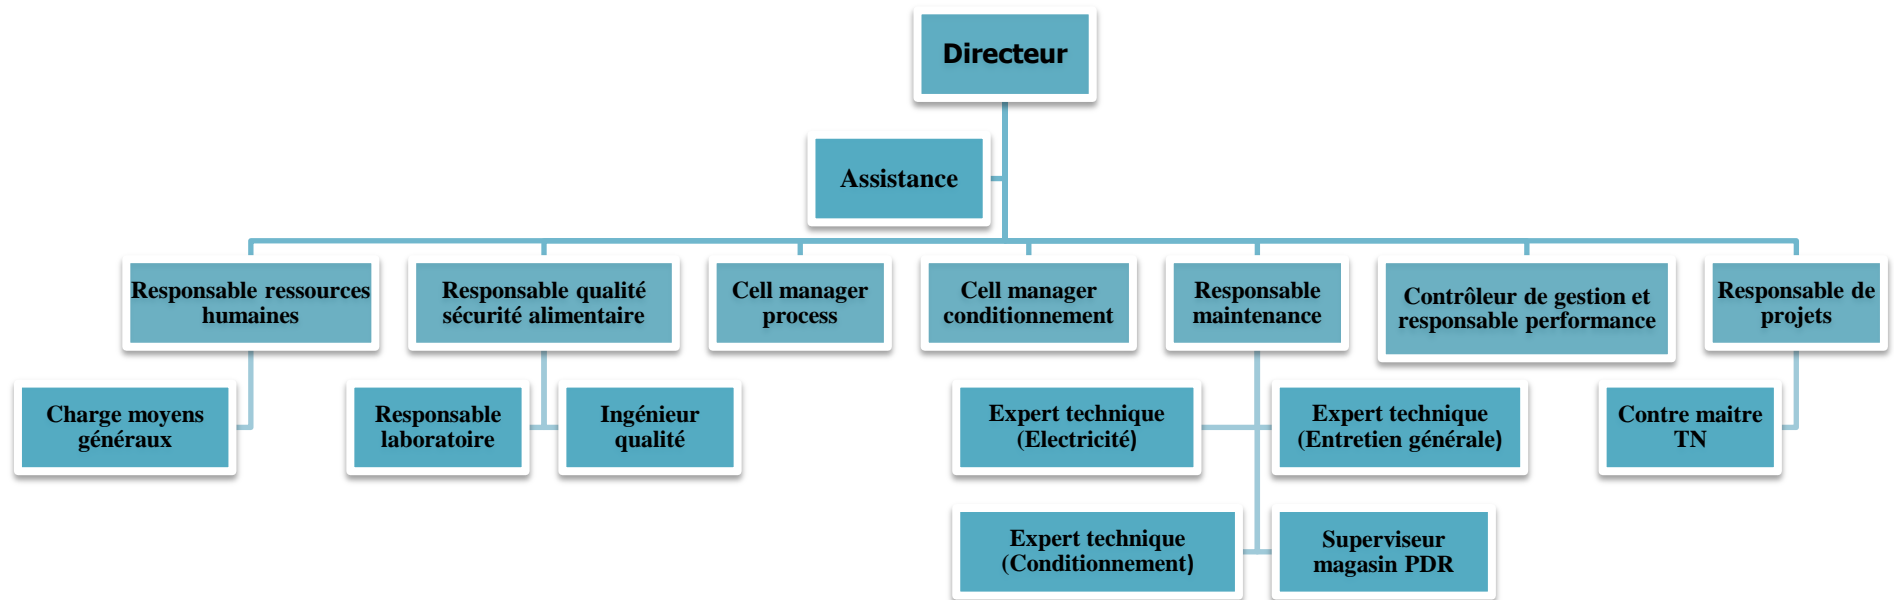 Directeur
Assistance
Responsable ressources
humaines
Responsable qualité
sécurité alimentaire
Cell manager
process
Cell manager
conditionnement
Responsable
maintenance
Contrôleur de gestion et
responsable performance
Responsable de
projets
Charge moyens
généraux
Responsable
laboratoire
Ingénieur
qualité
Expert technique
(Electricité)
Expert technique
(Entretien générale)
Contre maitre
TN
Expert technique
(Conditionnement)
Superviseur
magasin PDR